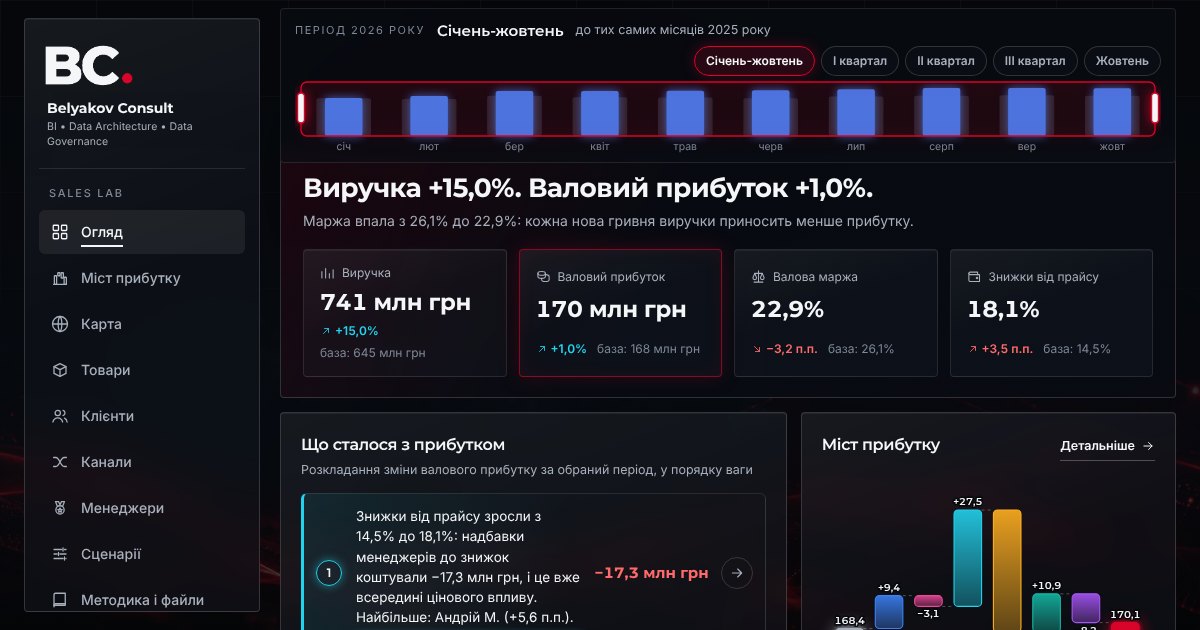 BC.
Belyakov Consult
BI • Data Architecture • Data
Governance
SALES LAB
Огляд
Міст прибутку
Карта
Товари
Клієнти
Канали
Менеджери
Сценарії
Методика і файли
ПЕРІОД 2026 РОКУ Січень-жовтень до тих самих місяців 2025 року
Січень-жовтень I квартал II квартал III квартал Жовтень
січ лют бер квіт трав черв лип серп вер жовт
Виручка +15,0%. Валовий прибуток +1,0%.
Маржа впала з 26,1% до 22,9%: кожна нова гривня виручки приносить менше прибутку.
Виручка
741 млн грн
+15,0%
база: 645 млн грн
Валовий прибуток
170 млн грн
+1,0% база: 168 млн грн
Валова маржа
22,9%
−3,2 п.п. база: 26,1%
Знижки від прайсу
18,1%
+3,5 п.п. база: 14,5%
Що сталося з прибутком
Розкладання зміни валового прибутку за обраний період, у порядку ваги
1
Знижки від прайсу зросли з
14,5% до 18,1%: надбавки
менеджерів до знижок
коштували −17,3 млн грн, і це вже
всередині цінового впливу.
Найбільше: Андрій М. (+5,6 п.п.).
−17,3 млн грн
Міст прибутку
Детальніше →
+27,5
+9,4
−3,1
+10,9
168,4
170,1